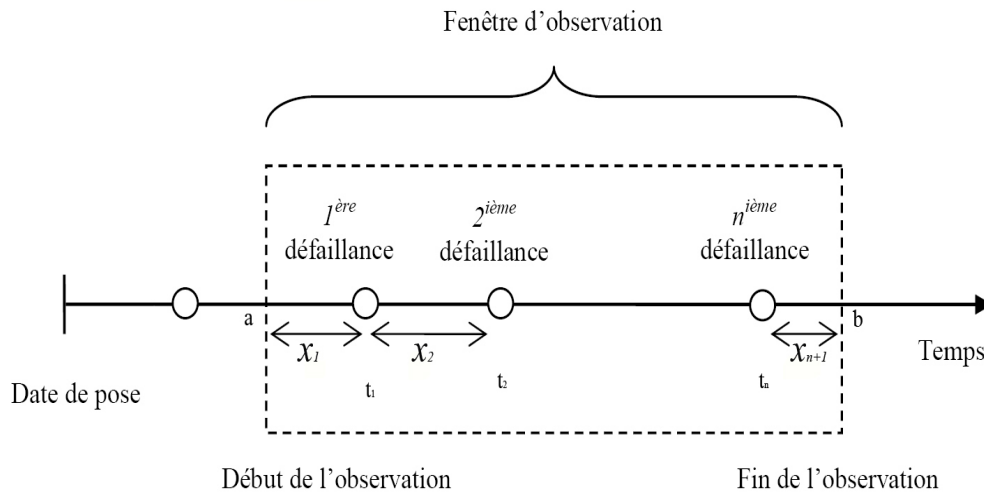 Fenêtre d'observation
1ère
défaillance
2ième
défaillance
nième
défaillance
a
b
x1
x2
xn+1
Temps
t1
t2
tn
Date de pose
Début de l'observation
Fin de l'observation